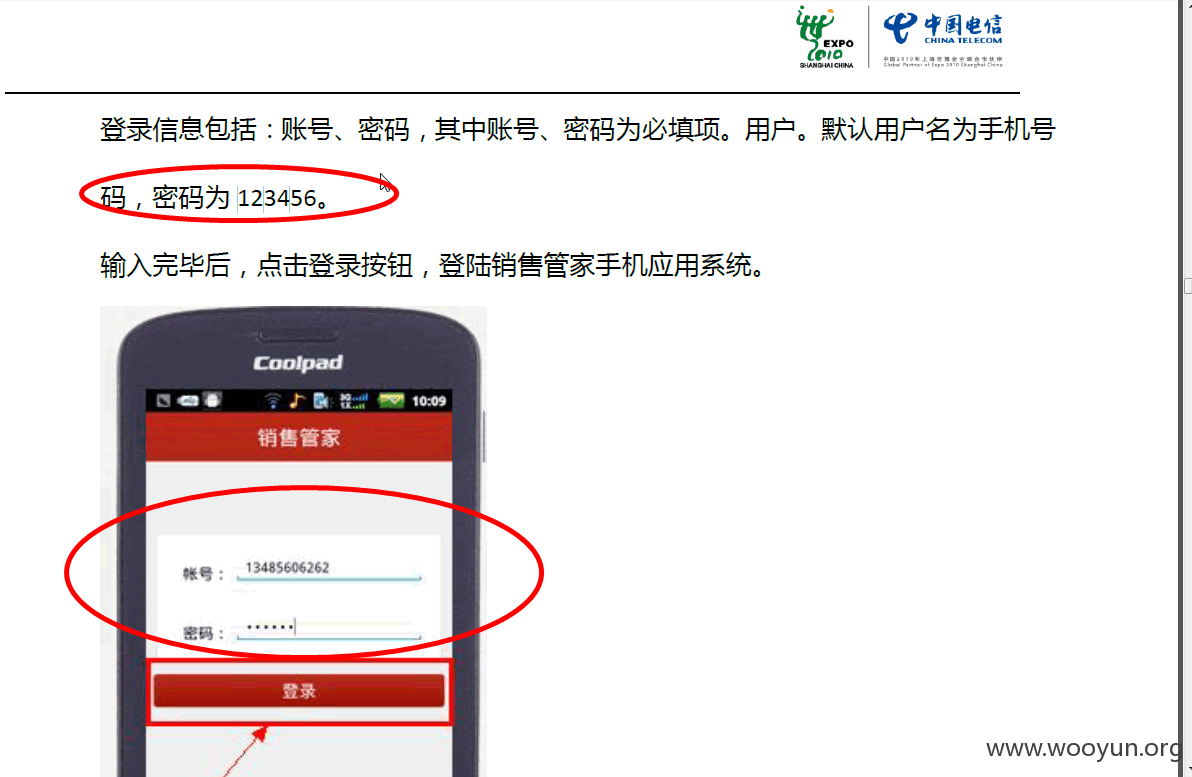 EXPO
2010
SHANGHAI CHINA
中国电信
CHINA TELECOM
中国2010年上海世博会全球合作伙伴
Global Partner of Expo 2010 Shanghai China
登录信息包括：账号、密码，其中账号、密码为必填项。用户。默认用户名为手机号
码，密码为 123456。
输入完毕后，点击登录按钮，登陆销售管家手机应用系统。
Coolpad
3G
1X
10:09
销售管家
帐号： 13485606262
密码： ••••••
登录
www.wooyun.org